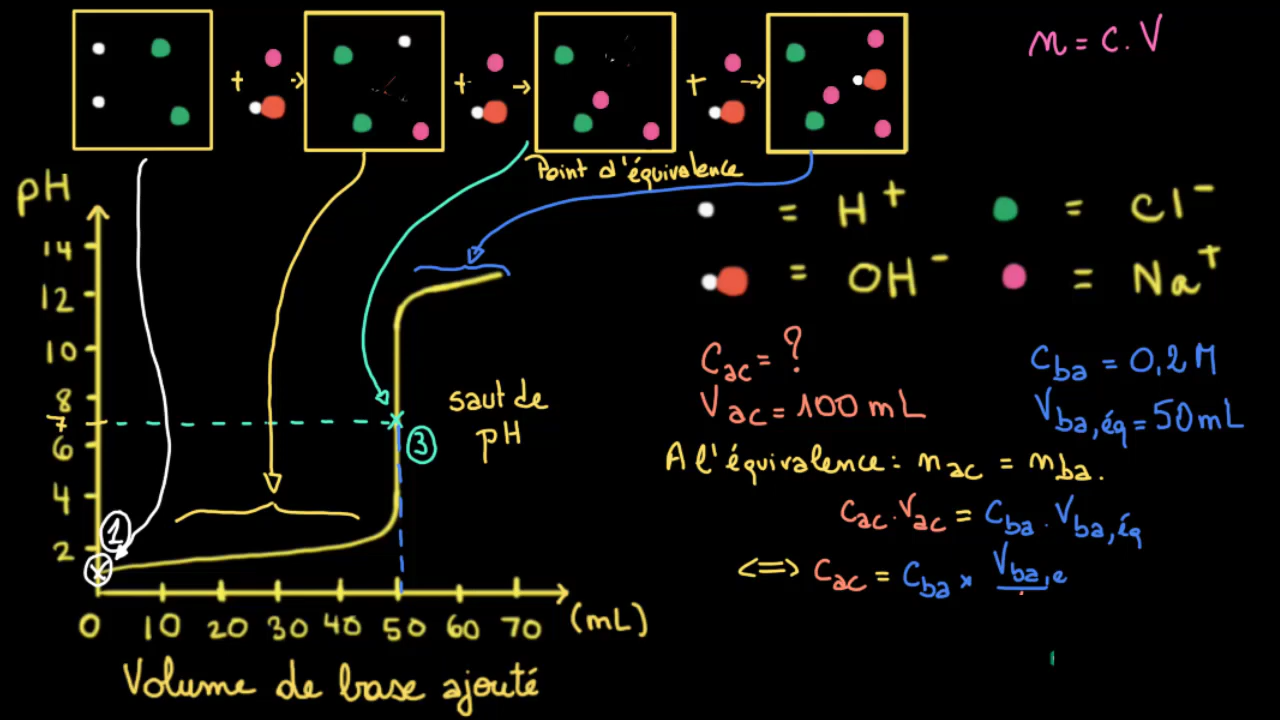 n = c.V
+ → + → + →
Point d'équivalence
= H+ = Cl-
= OH- = Na+
pH
14
12
10
8
7
6
4
2
0 10 20 30 40 50 60 70 (mL)
Volume de base ajouté
1
3
saut de
pH
Cac = ?
Vac = 100 mL
Cba = 0,2 M
Vba,éq = 50 mL
A l'équivalence : nac = nba.
Cac . Vac = Cba . Vba,éq
<=> Cac = Cba × Vba,e